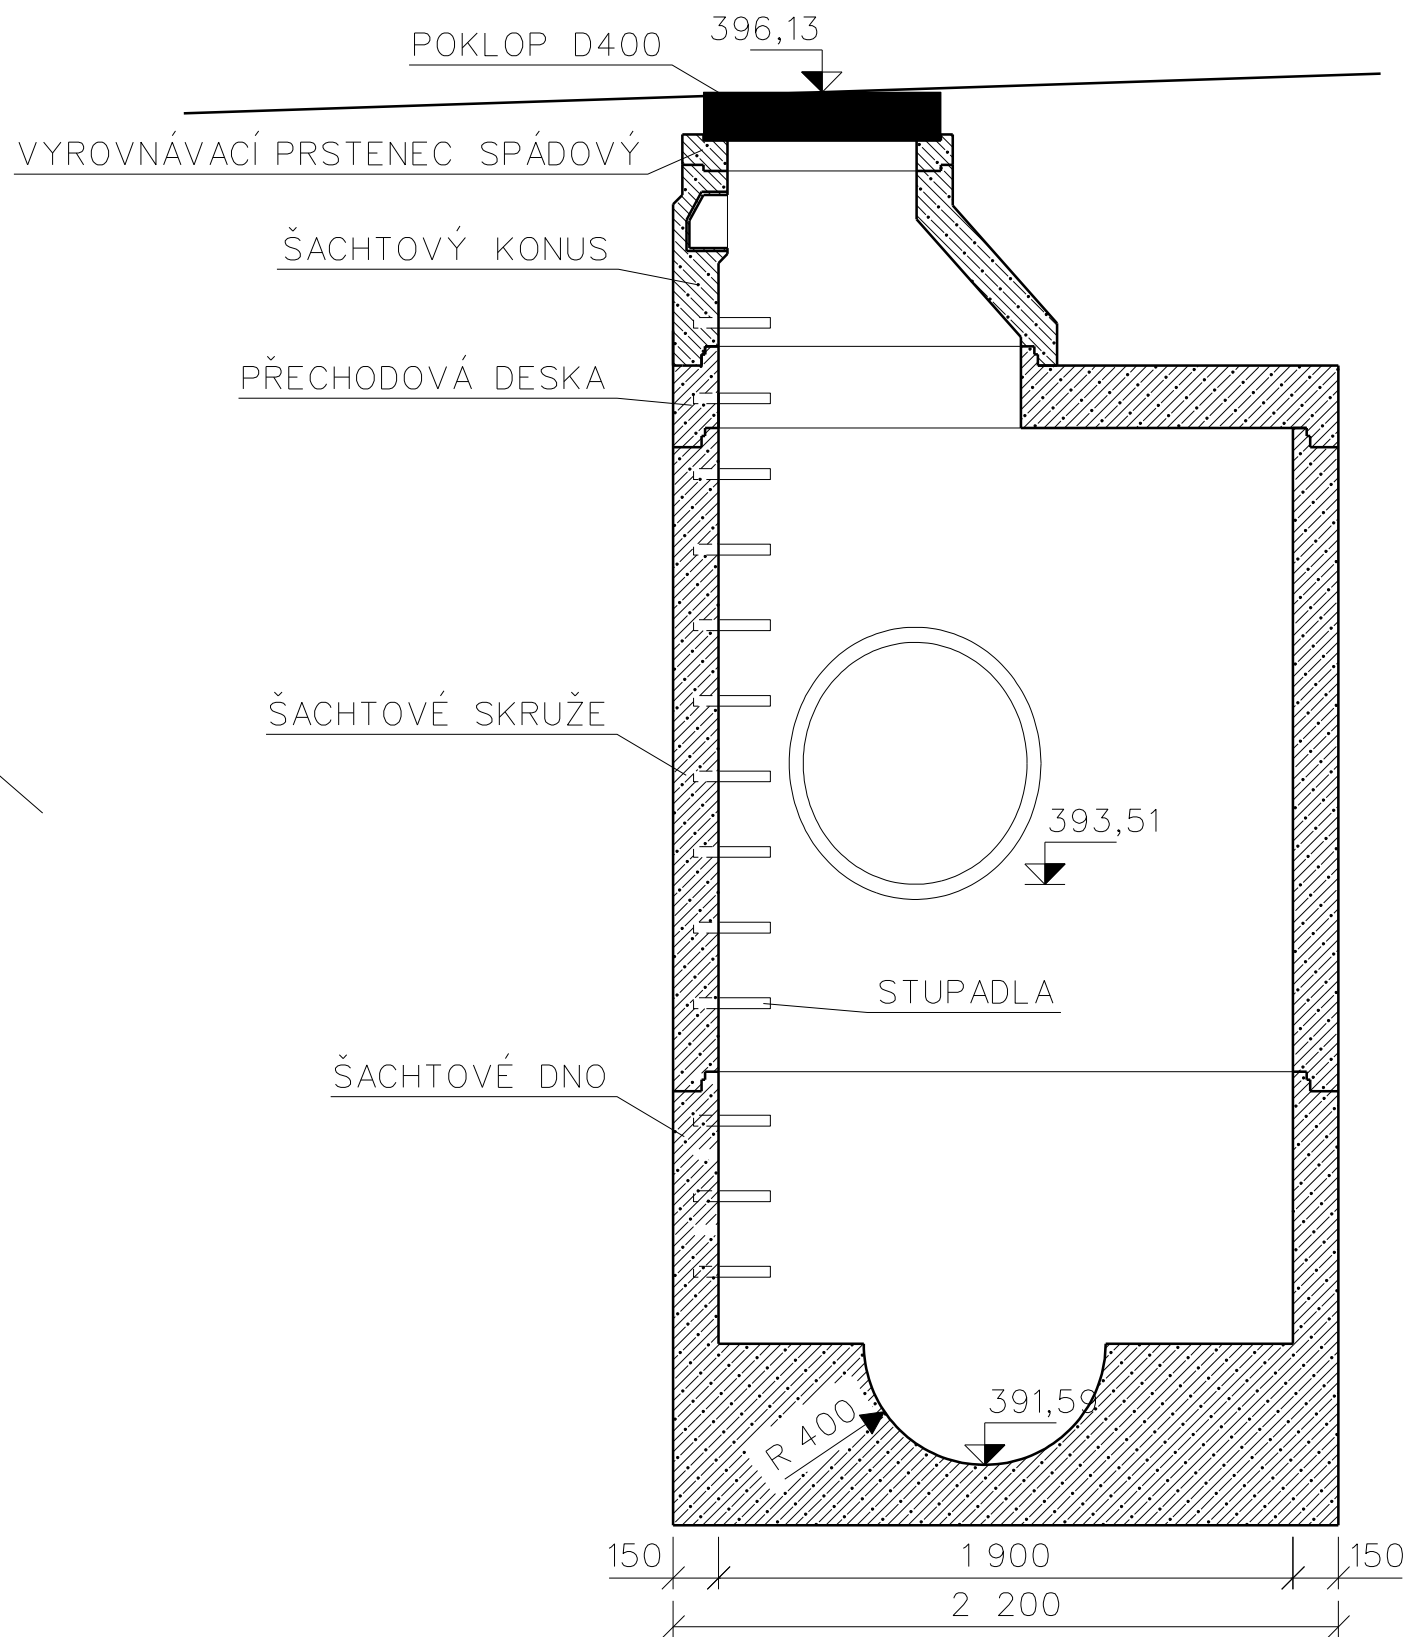 POKLOP D400
396,13
VYROVNÁVACÍ PRSTENEC SPÁDOVÝ
ŠACHTOVÝ KONUS
PŘECHODOVÁ DESKA
ŠACHTOVÉ SKRUŽE
393,51
STUPADLA
ŠACHTOVÉ DNO
391,59
R 400
150
1 900
150
2 200